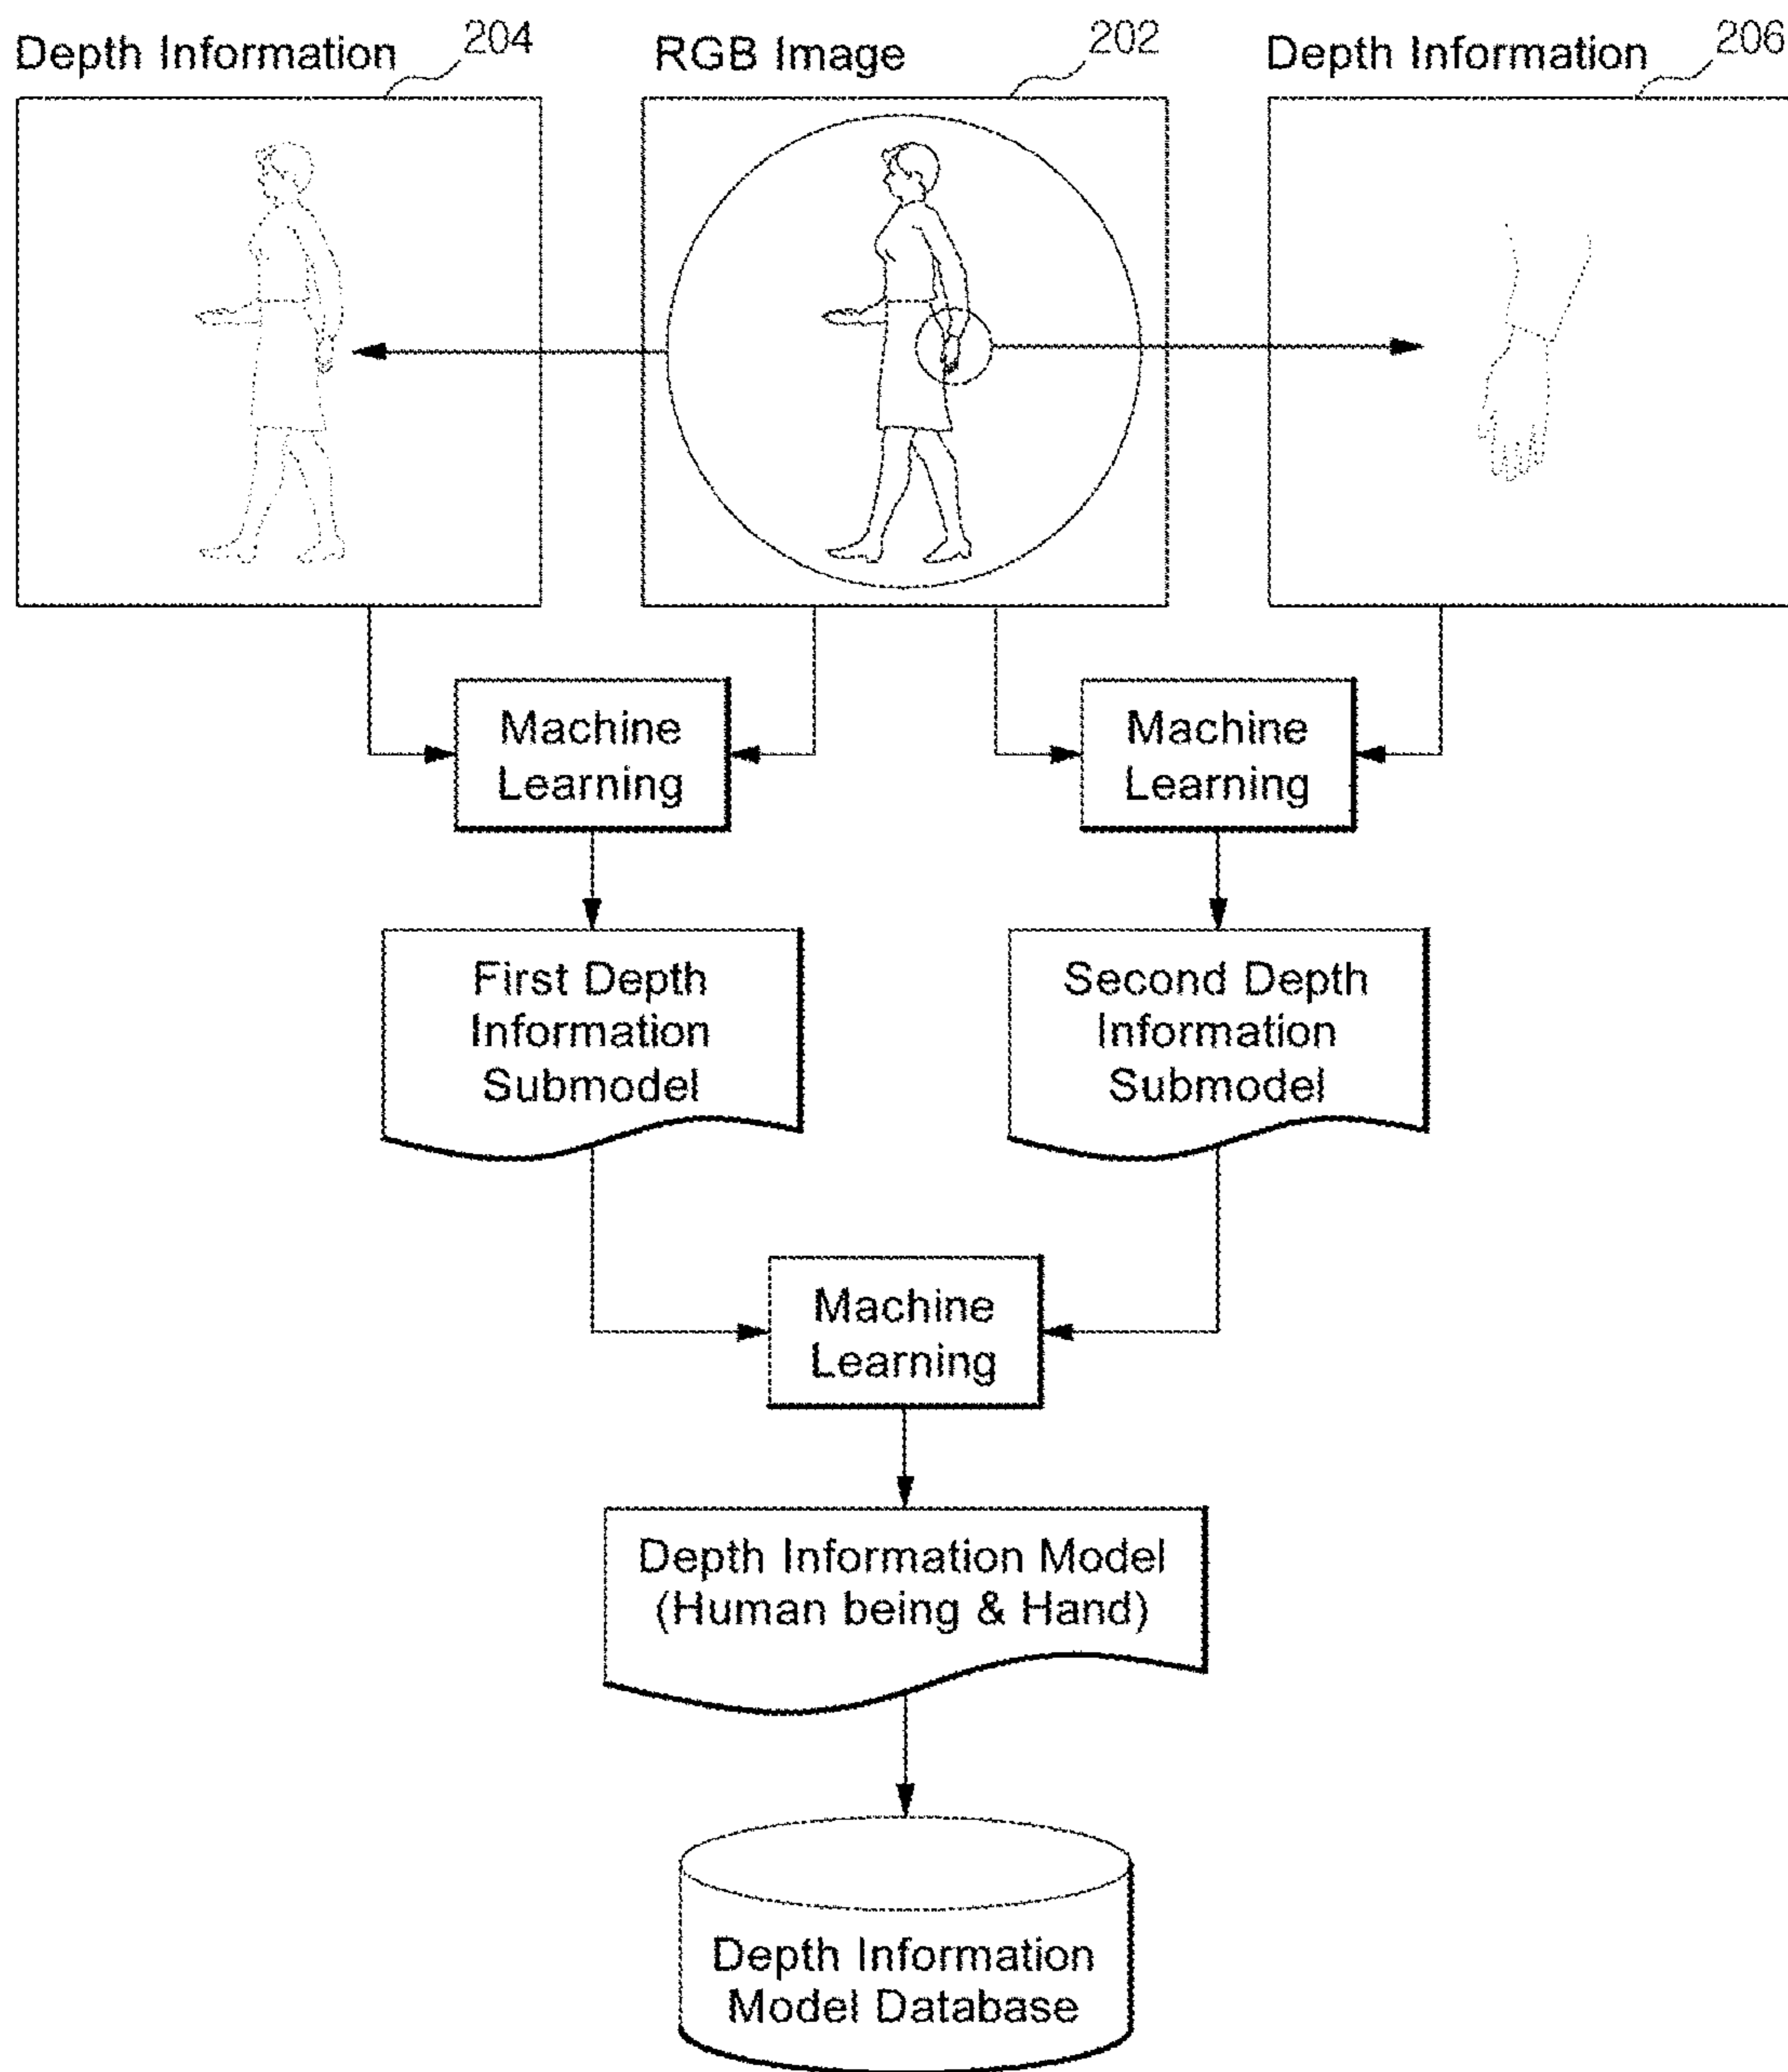 Depth Information 204
RGB Image 202
Depth Information 206
Machine
Learning
Machine
Learning
First Depth
Information
Submodel
Second Depth
Information
Submodel
Machine
Learning
Depth Information Model
(Human being & Hand)
Depth Information
Model Database